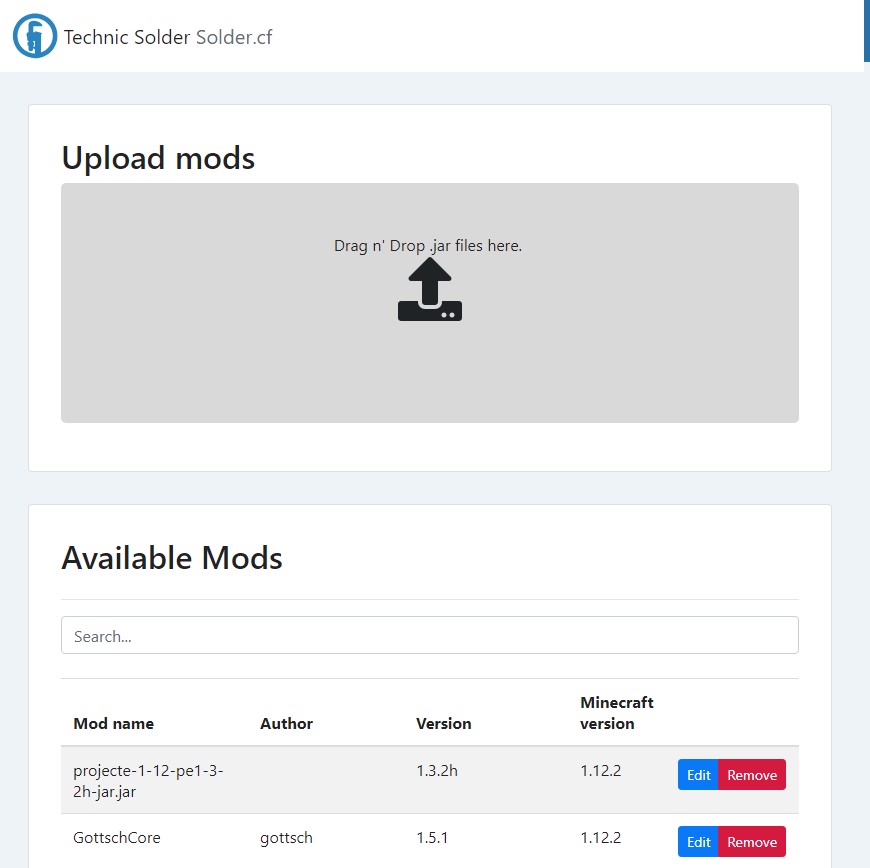 Technic Solder Solder.cf
Upload mods
Drag n' Drop .jar files here.
Available Mods
Search...
Mod name Author Version Minecraft version
projecte-1-12-pe1-3-
2h-jar.jar 1.3.2h 1.12.2 Edit Remove
GottschCore gottsch 1.5.1 1.12.2 Edit Remove